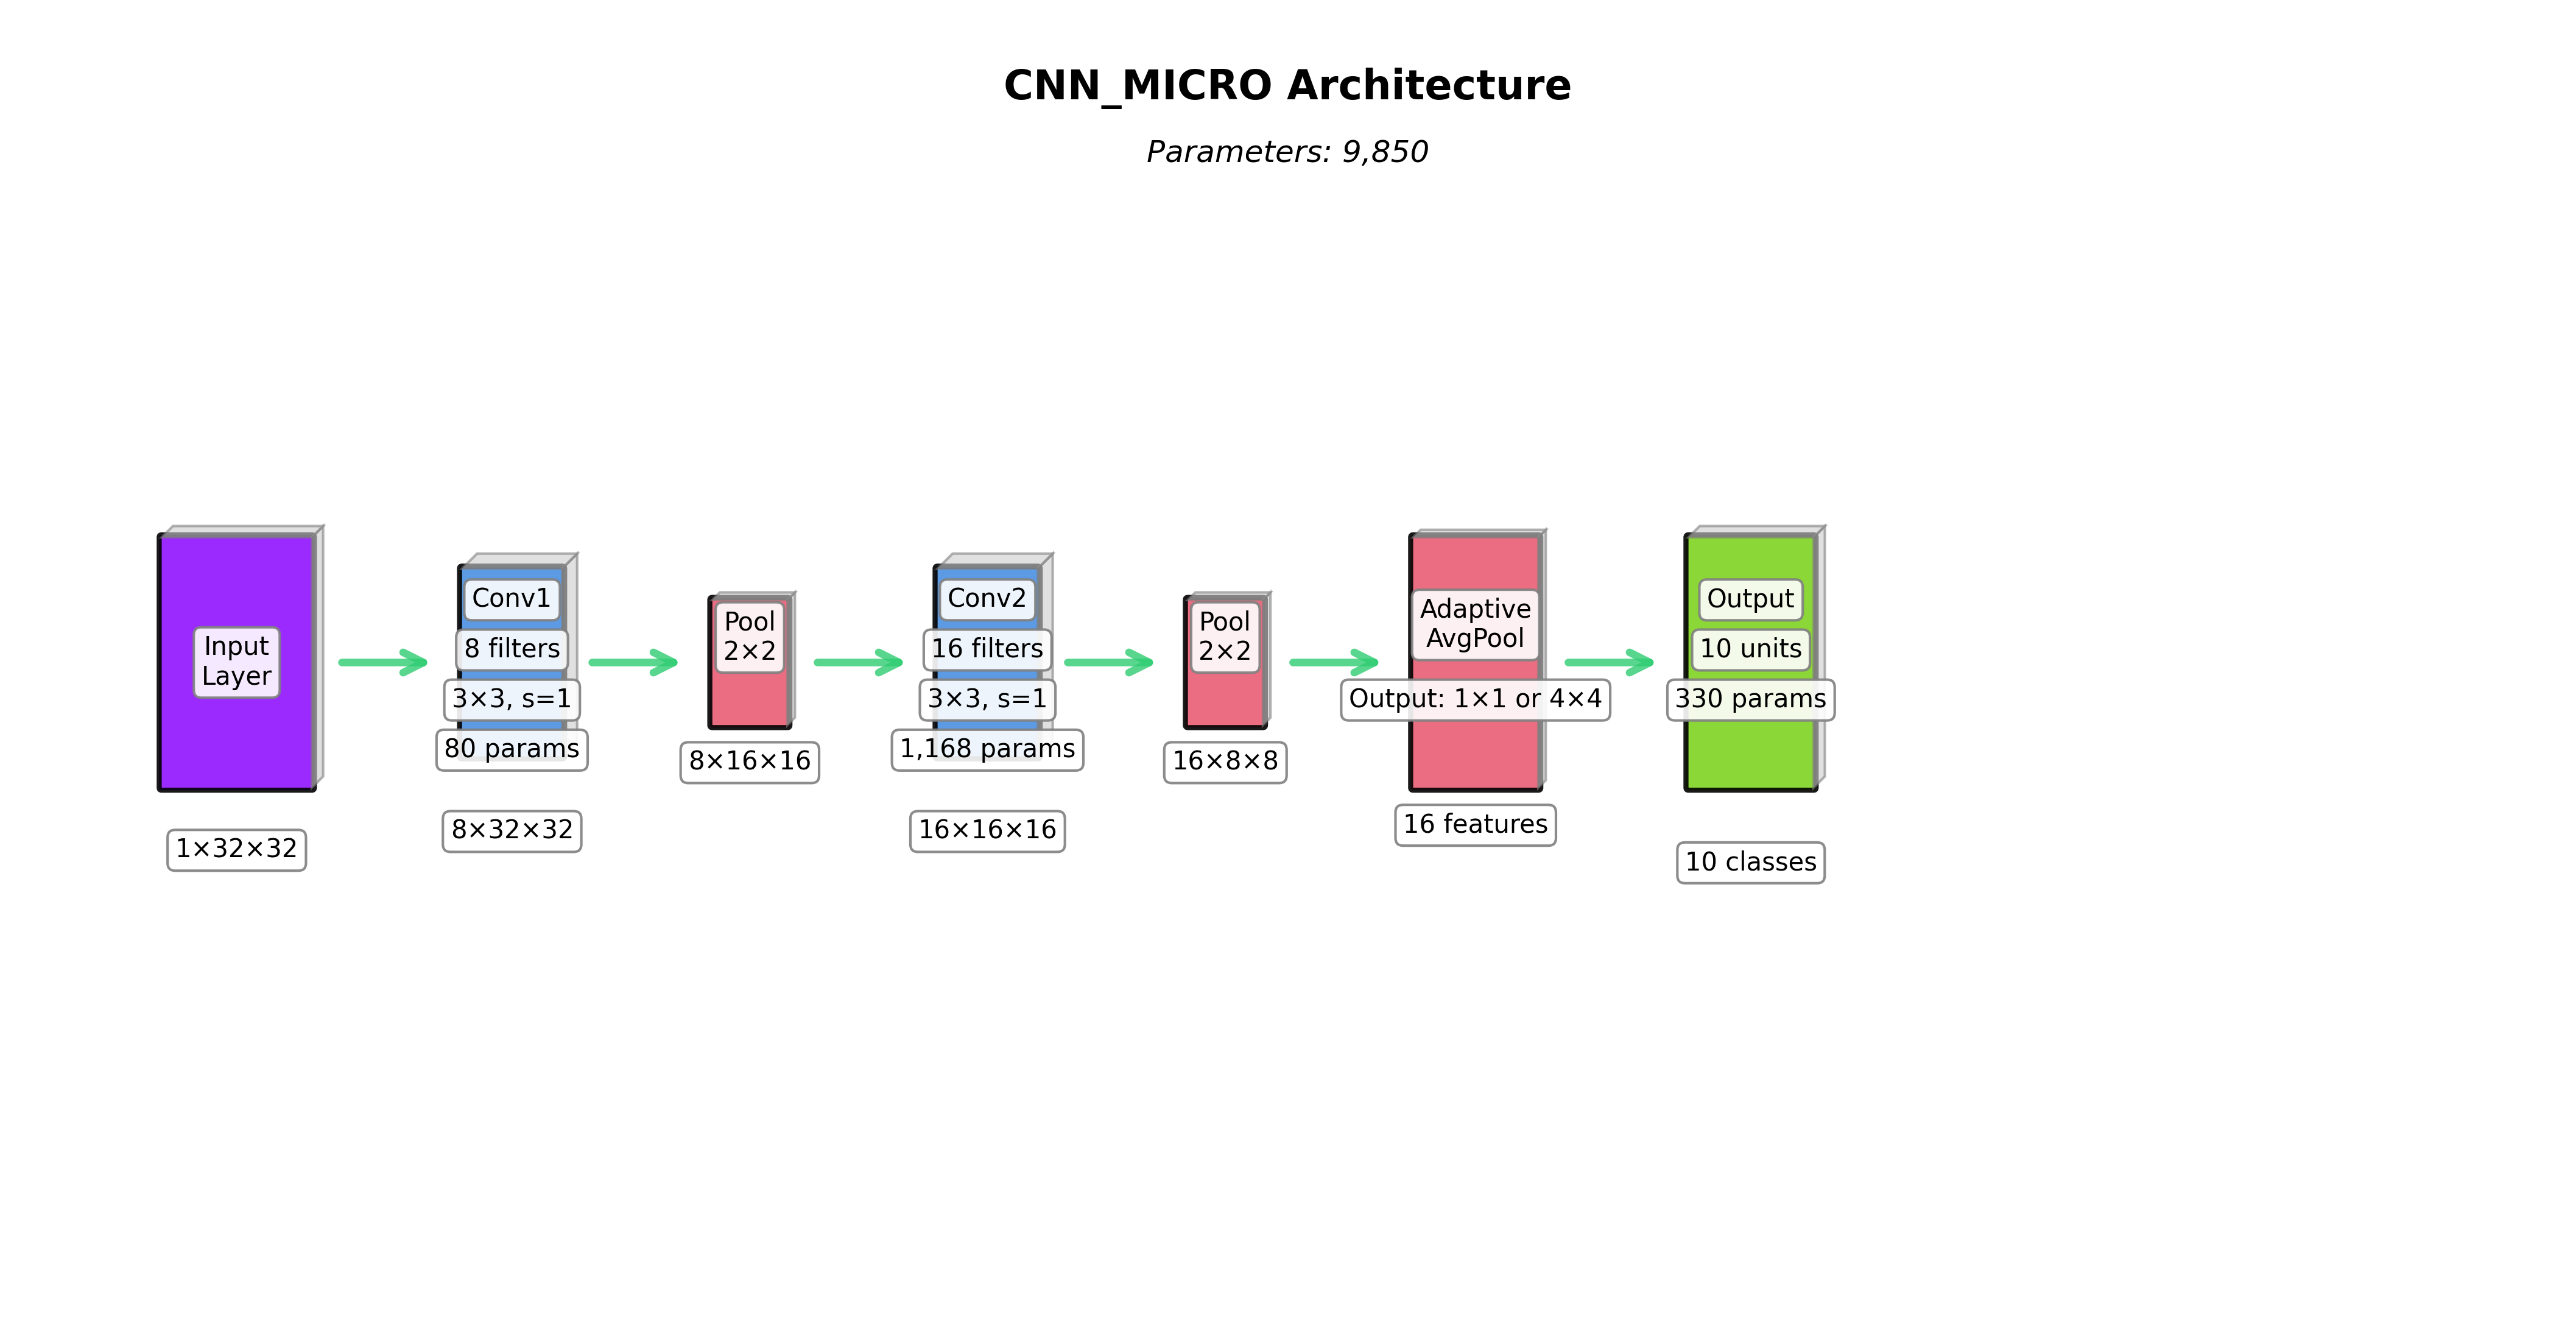 CNN_MICRO Architecture
Parameters: 9,850
Input
Layer
1×32×32
Conv1
8 filters
3×3, s=1
80 params
8×32×32
Pool
2×2
8×16×16
Conv2
16 filters
3×3, s=1
1,168 params
16×16×16
Pool
2×2
16×8×8
Adaptive
AvgPool
Output: 1×1 or 4×4
16 features
Output
10 units
330 params
10 classes